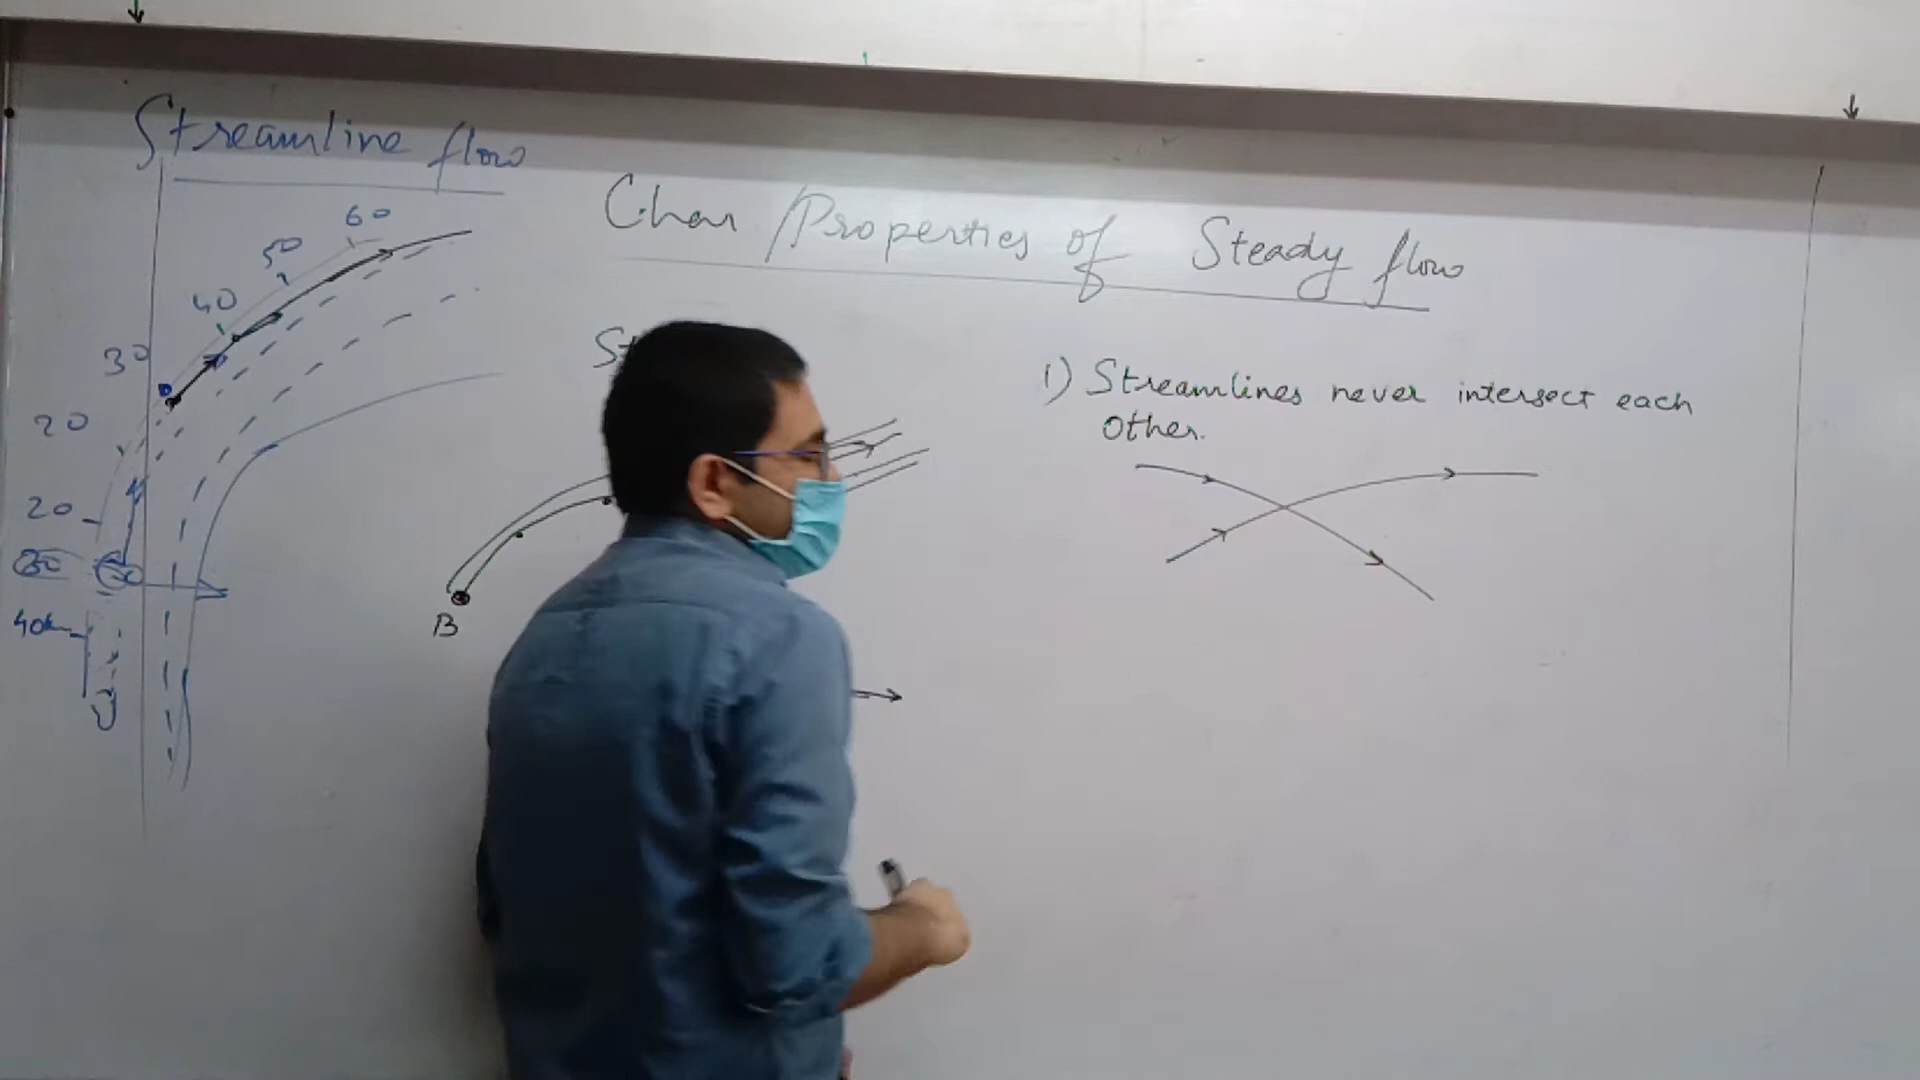 Streamline flow
Char/Properties of Steady flow
60
50
40
30
20
20
40km
B
1) Streamlines never intersect each
other.